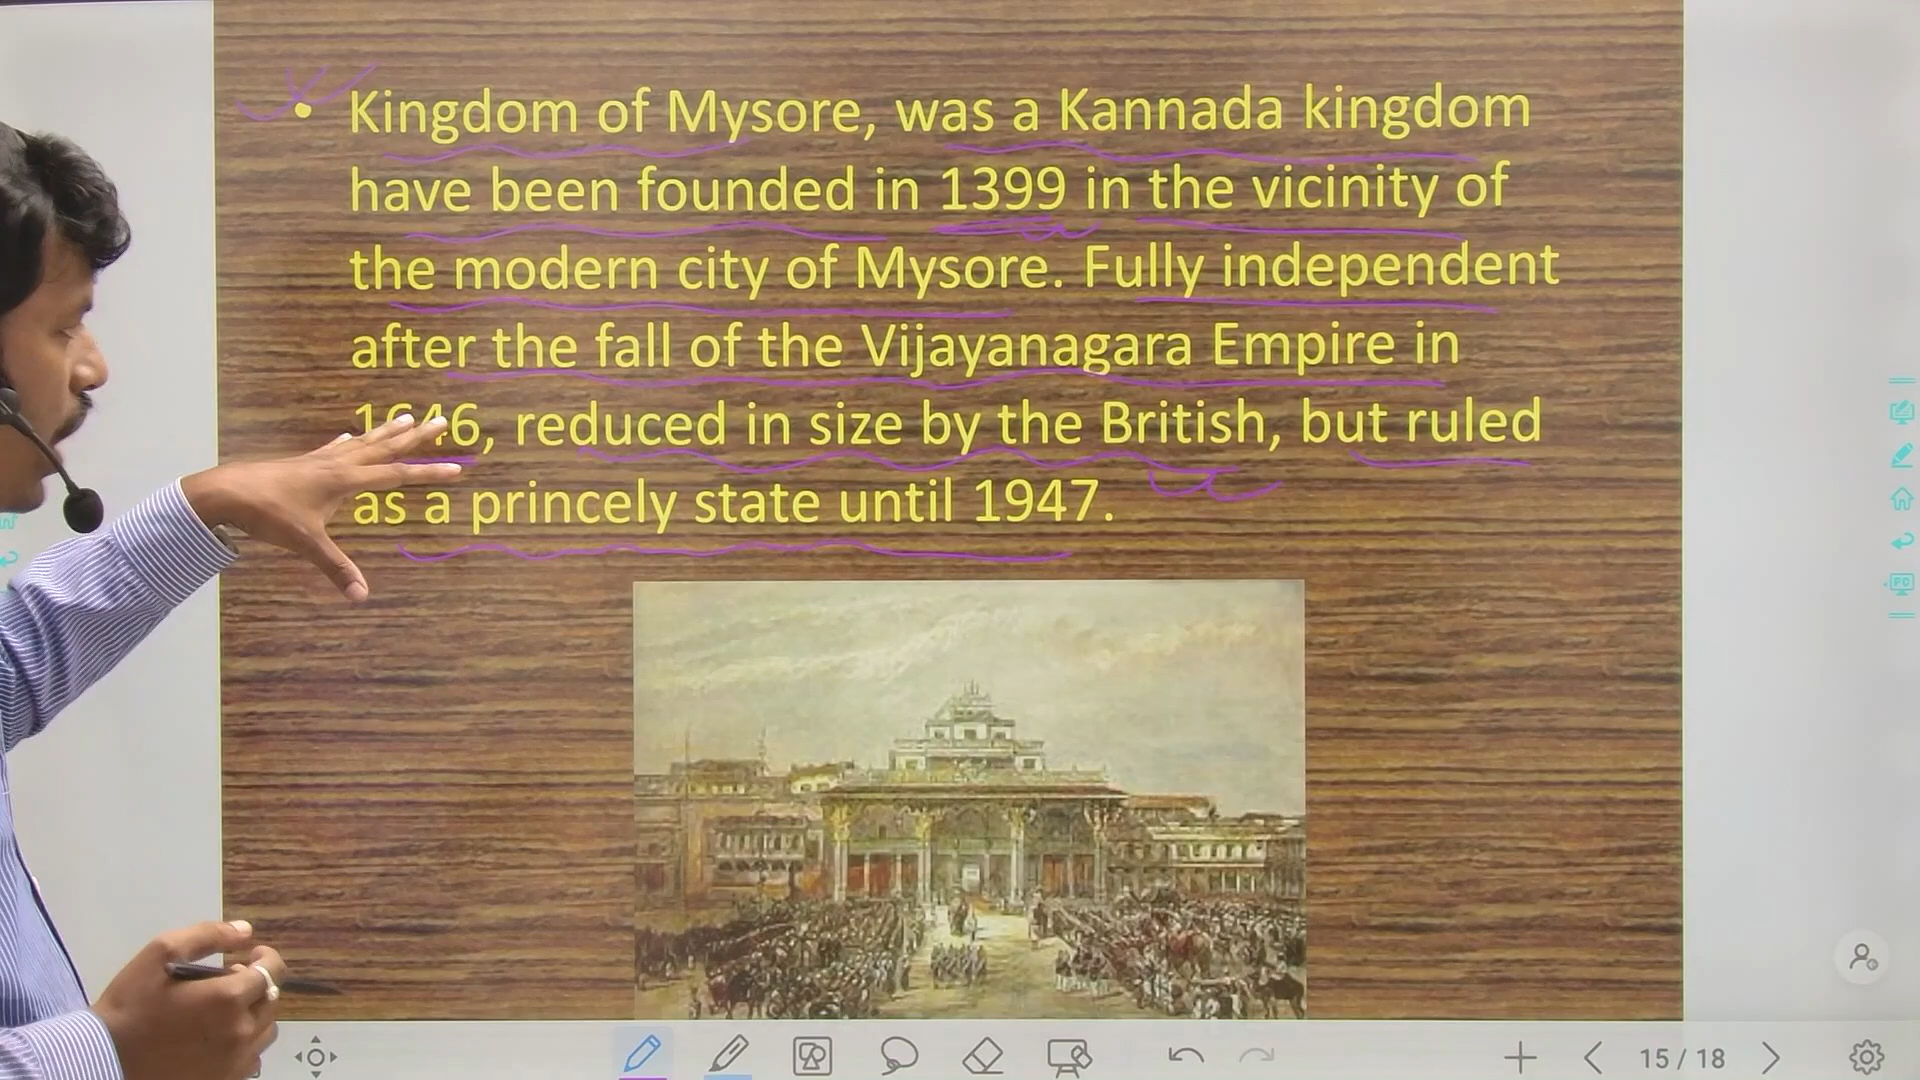 • Kingdom of Mysore, was a Kannada kingdom
have been founded in 1399 in the vicinity of
the modern city of Mysore. Fully independent
after the fall of the Vijayanagara Empire in
1646, reduced in size by the British, but ruled
as a princely state until 1947.
15 / 18